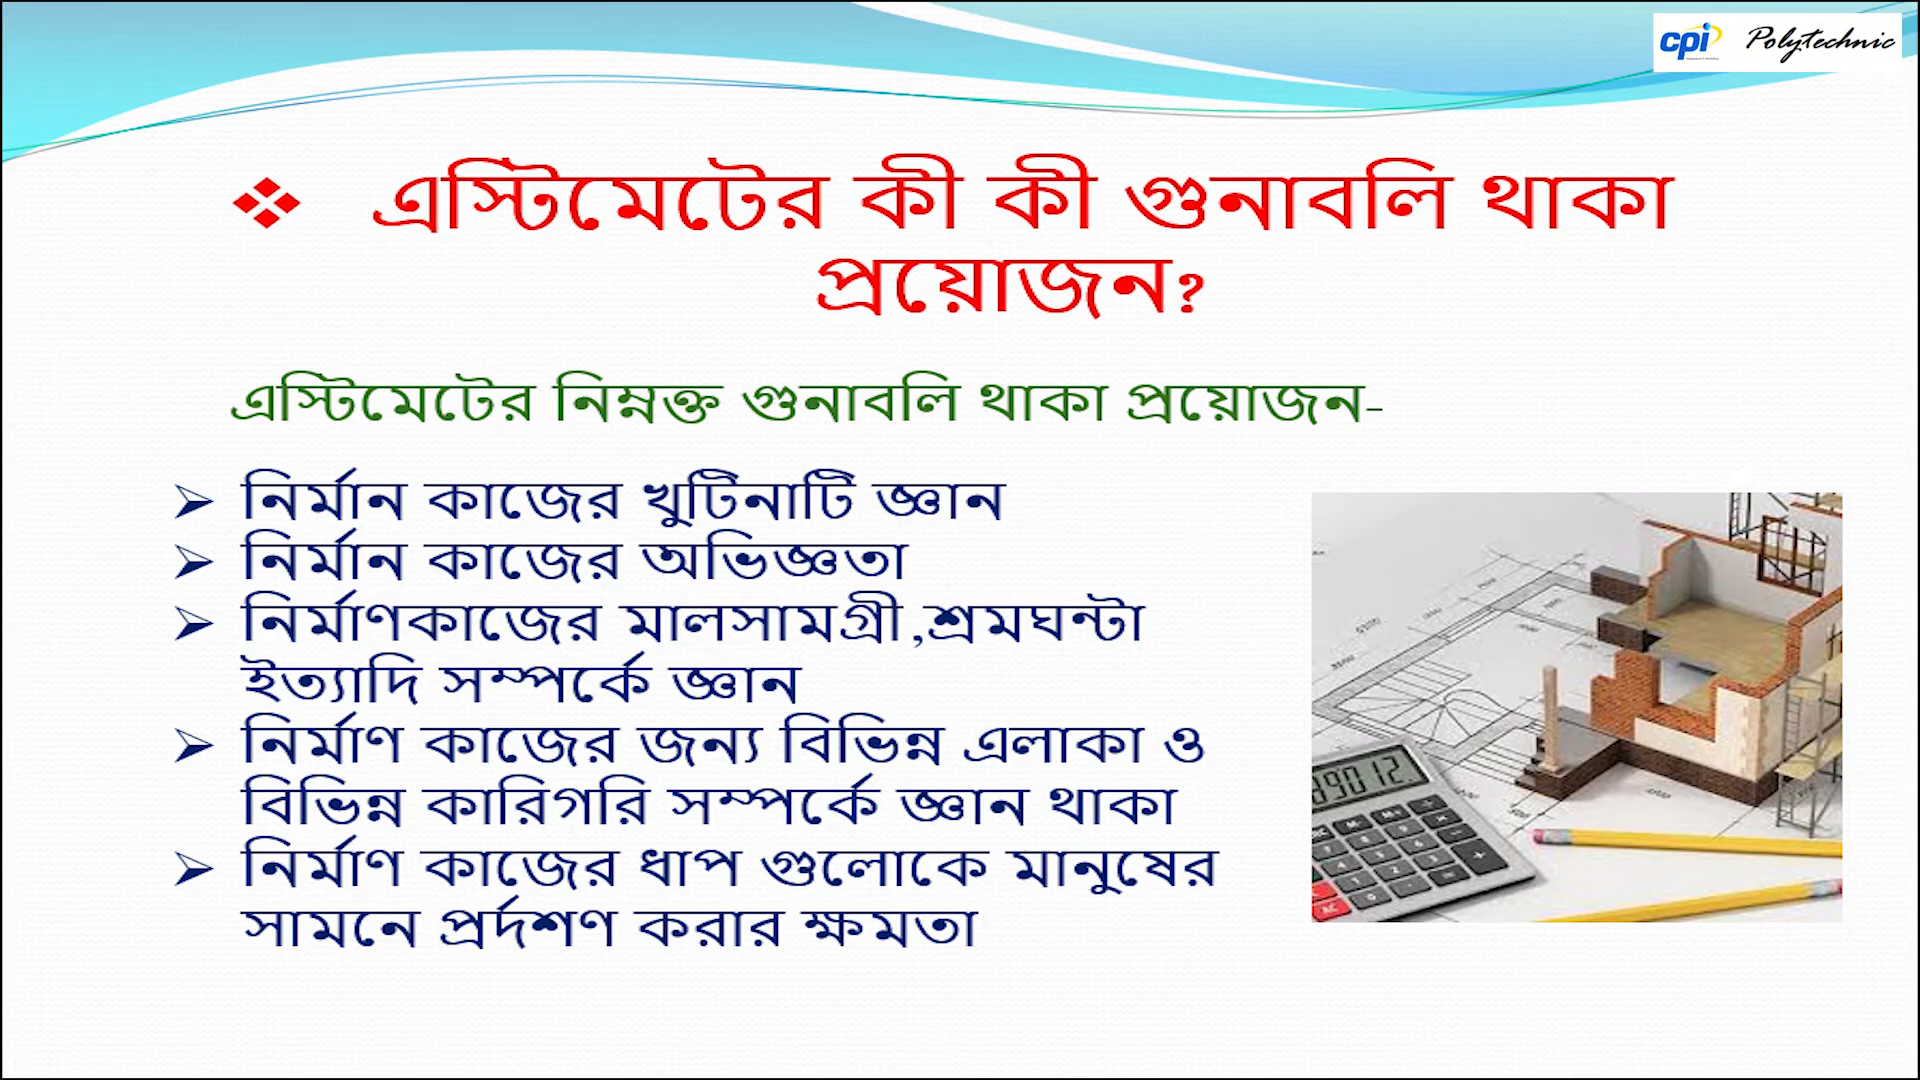 cpi Polytechnic
❖ এস্টিমেটের কী কী গুনাবলি থাকা
প্রয়োজন?
এস্টিমেটের নিম্নক্ত গুনাবলি থাকা প্রয়োজন-
➢ নির্মান কাজের খুটিনাটি জ্ঞান
➢ নির্মান কাজের অভিজ্ঞতা
➢ নির্মাণকাজের মালসামগ্রী,শ্রমঘন্টা
ইত্যাদি সম্পর্কে জ্ঞান
➢ নির্মাণ কাজের জন্য বিভিন্ন এলাকা ও
বিভিন্ন কারিগরি সম্পর্কে জ্ঞান থাকা
➢ নির্মাণ কাজের ধাপ গুলোকে মানুষের
সামনে প্রর্দশণ করার ক্ষমতা